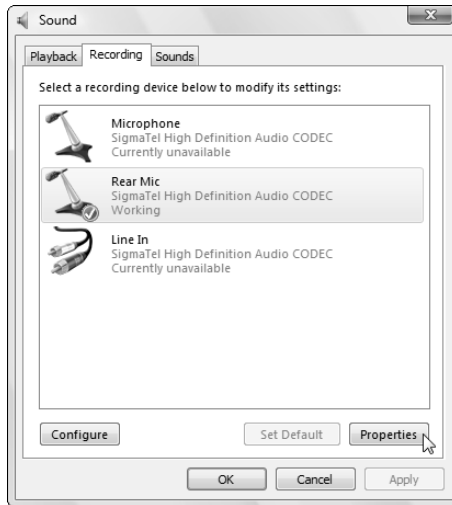 Sound
Playback Recording Sounds
Select a recording device below to modify its settings:
Microphone
SigmaTel High Definition Audio CODEC
Currently unavailable
Rear Mic
SigmaTel High Definition Audio CODEC
Working
Line In
SigmaTel High Definition Audio CODEC
Currently unavailable
Configure Set Default Properties
OK Cancel Apply